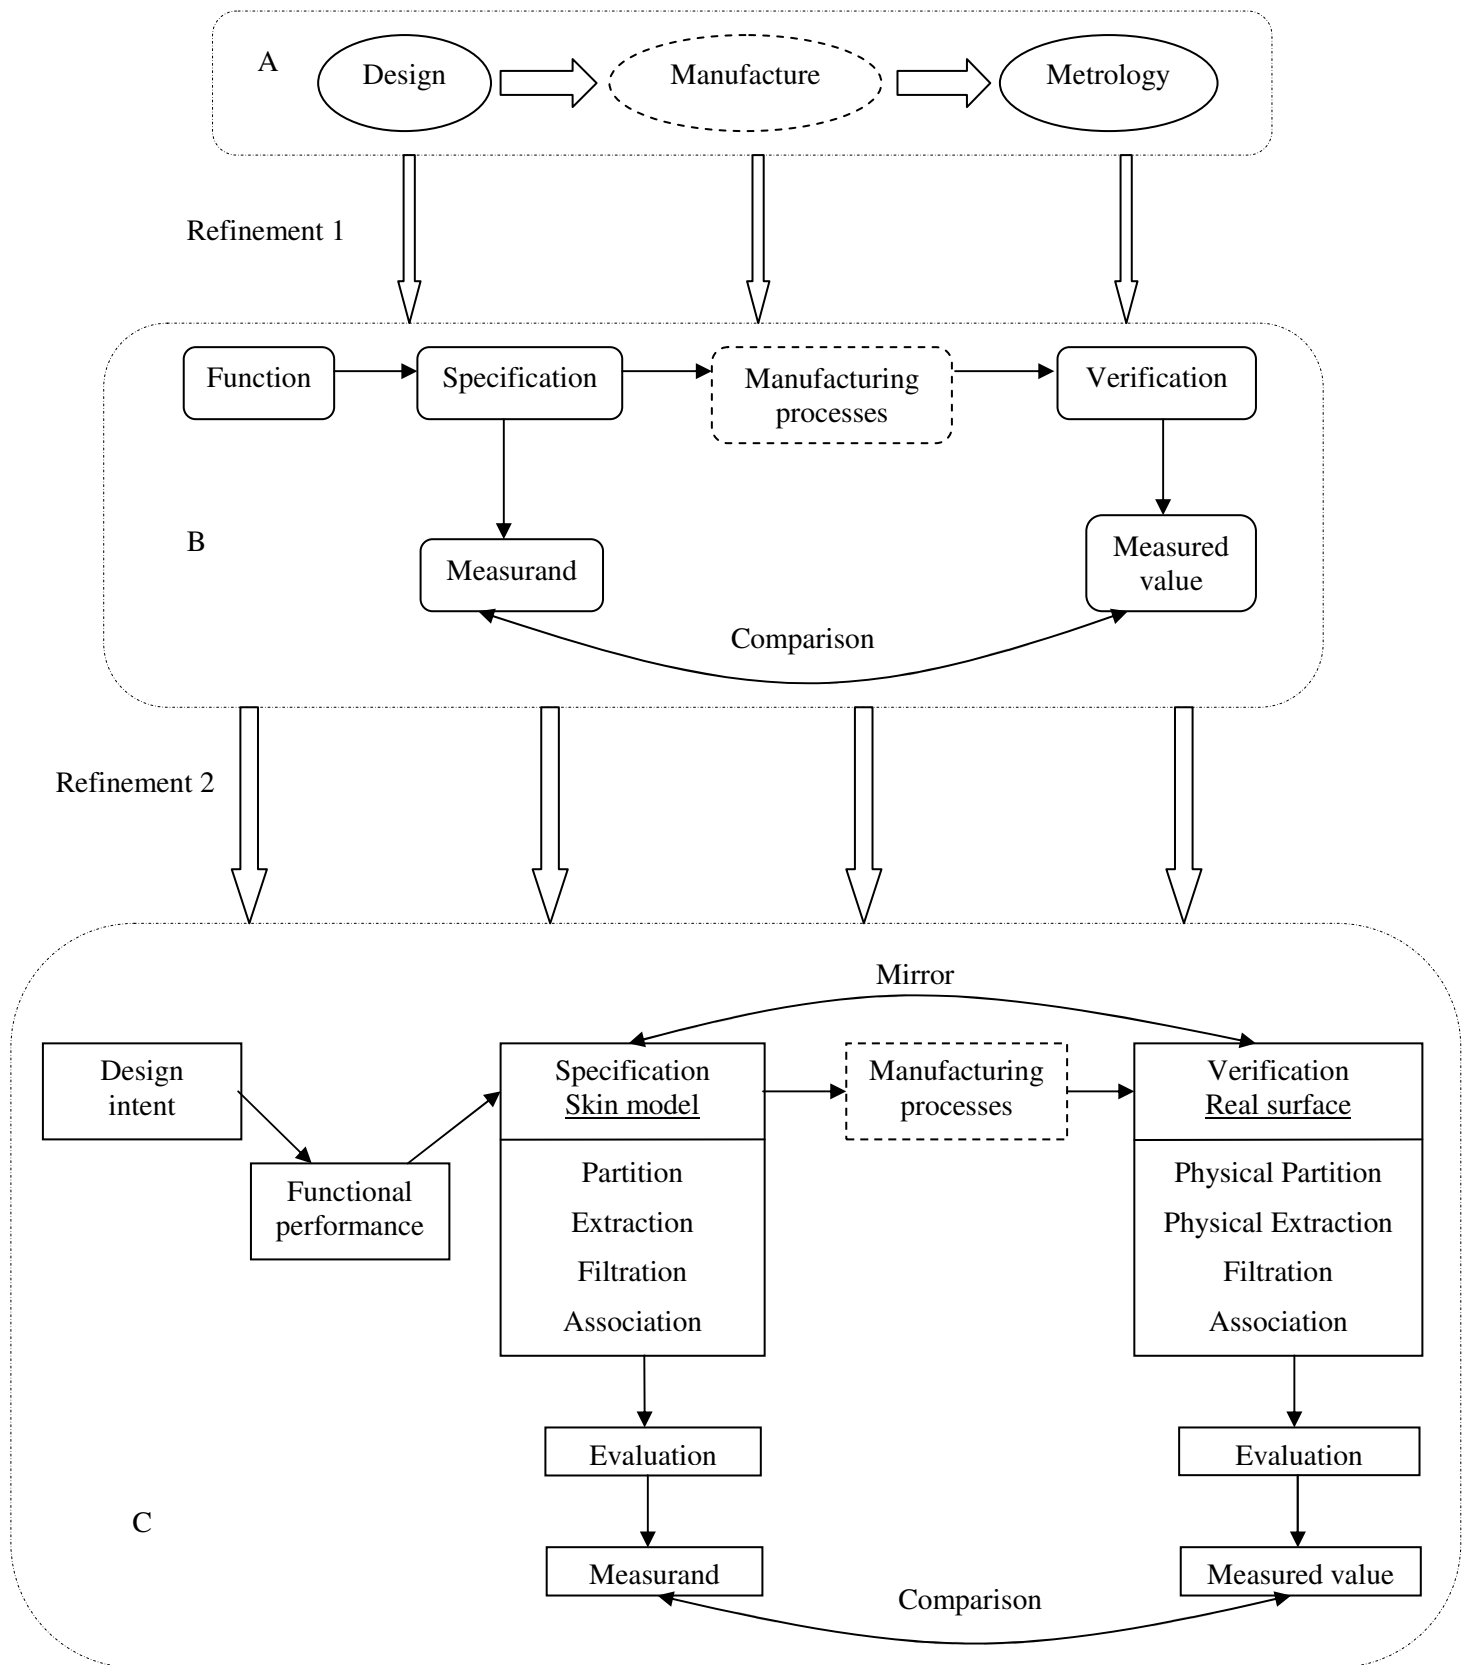 A
Design
Manufacture
Metrology
Refinement 1
Function
Specification
Manufacturing
processes
Verification
B
Measurand
Measured
value
Comparison
Refinement 2
Mirror
Design
intent
Functional
performance
Specification
Skin model
Partition
Extraction
Filtration
Association
Manufacturing
processes
Verification
Real surface
Physical Partition
Physical Extraction
Filtration
Association
Evaluation
Evaluation
C
Measurand
Measured value
Comparison